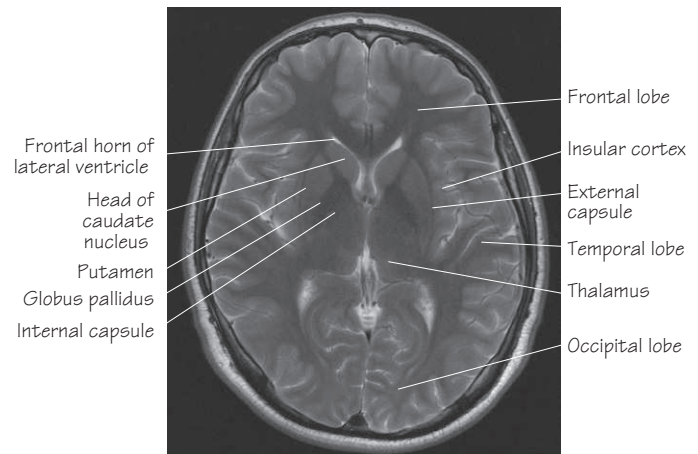 Frontal horn of
lateral ventricle
Head of
caudate
nucleus
Putamen
Globus pallidus
Internal capsule
Frontal lobe
Insular cortex
External
capsule
Temporal lobe
Thalamus
Occipital lobe